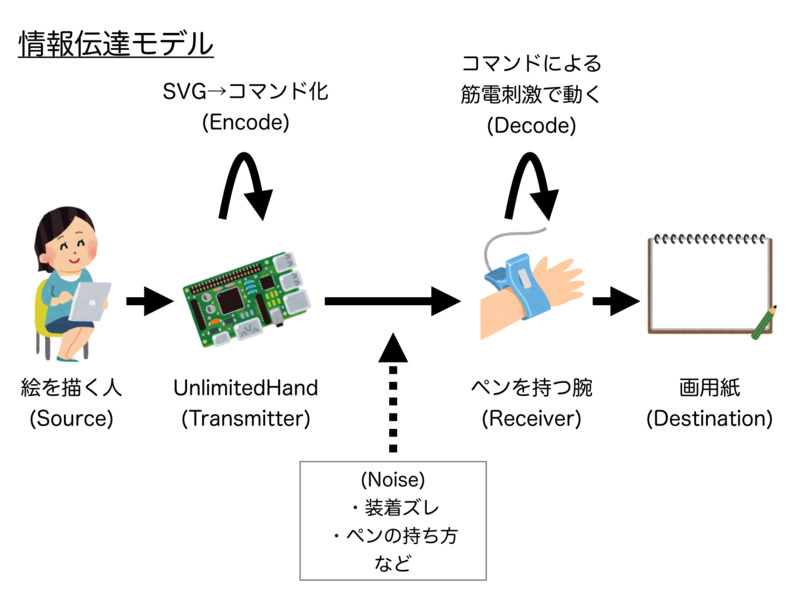 情報伝達モデル
SVG→コマンド化
(Encode)
コマンドによる
筋電刺激で動く
(Decode)
絵を描く人
(Source)
UnlimitedHand
(Transmitter)
ペンを持つ腕
(Receiver)
画用紙
(Destination)
(Noise)
・装着ズレ
・ペンの持ち方
など